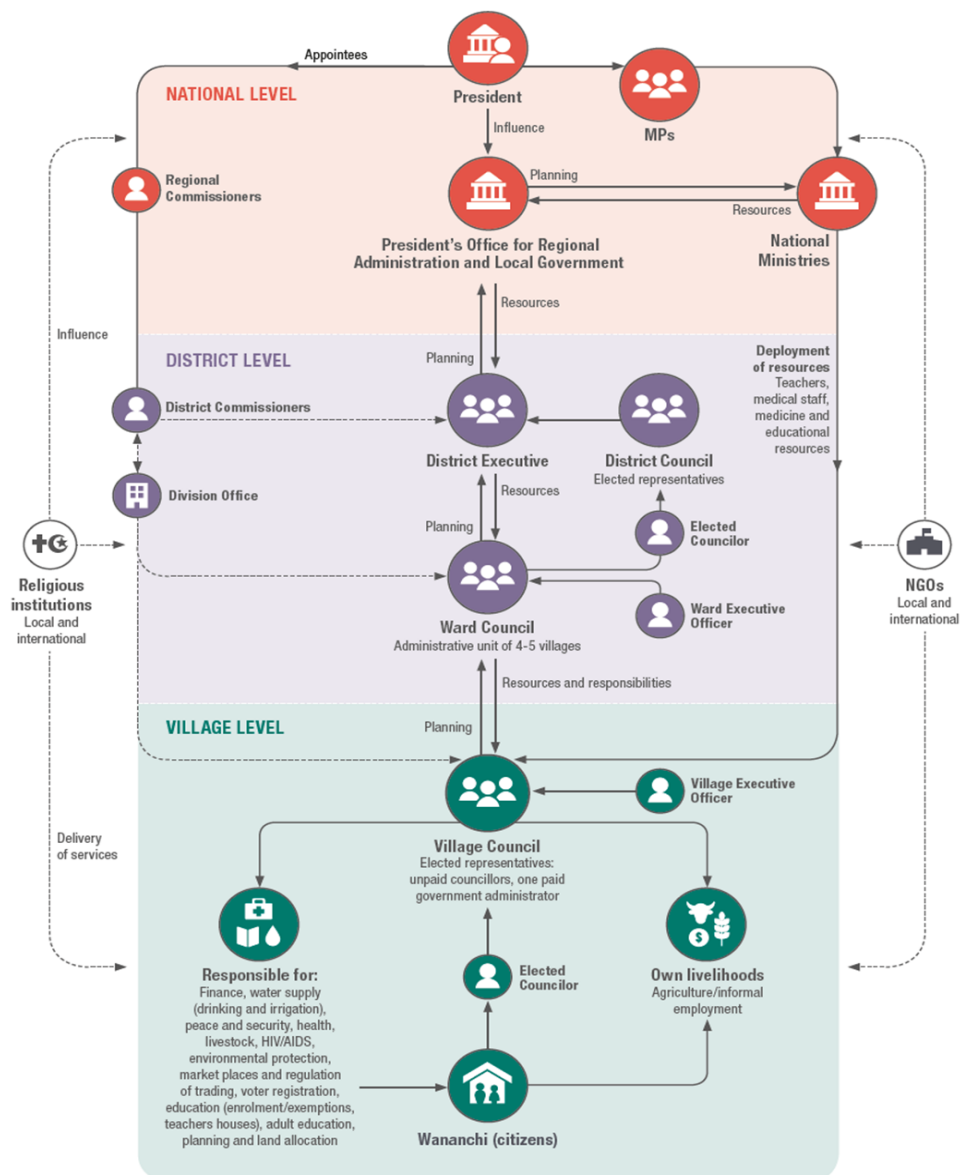 Appointees
NATIONAL LEVEL
President
MPs
Influence
Regional
Commissioners
Planning
Resources
President's Office for Regional
Administration and Local Government
National
Ministries
Resources
Influence
Planning
DISTRICT LEVEL
Deployment
of resources
Teachers,
medical staff,
medicine and
educational
resources
District Commissioners
District Executive
District Council
Elected representatives
Division Office
Resources
Planning
Elected
Councilor
Religious
institutions
Local and
international
NGOs
Local and
international
Ward Council
Administrative unit of 4-5 villages
Ward Executive
Officer
Resources and responsibilities
VILLAGE LEVEL
Planning
Village Executive
Officer
Delivery
of services
Village Council
Elected representatives:
unpaid councillors, one paid
government administrator
$
Responsible for:
Finance, water supply
(drinking and irrigation),
peace and security, health,
livestock, HIV/AIDS,
environmental protection,
market places and regulation
of trading, voter registration,
education (enrolment/exemptions,
teachers houses), adult education,
planning and land allocation
Elected
Councilor
Own livelihoods
Agriculture/informal
employment
Wananchi (citizens)